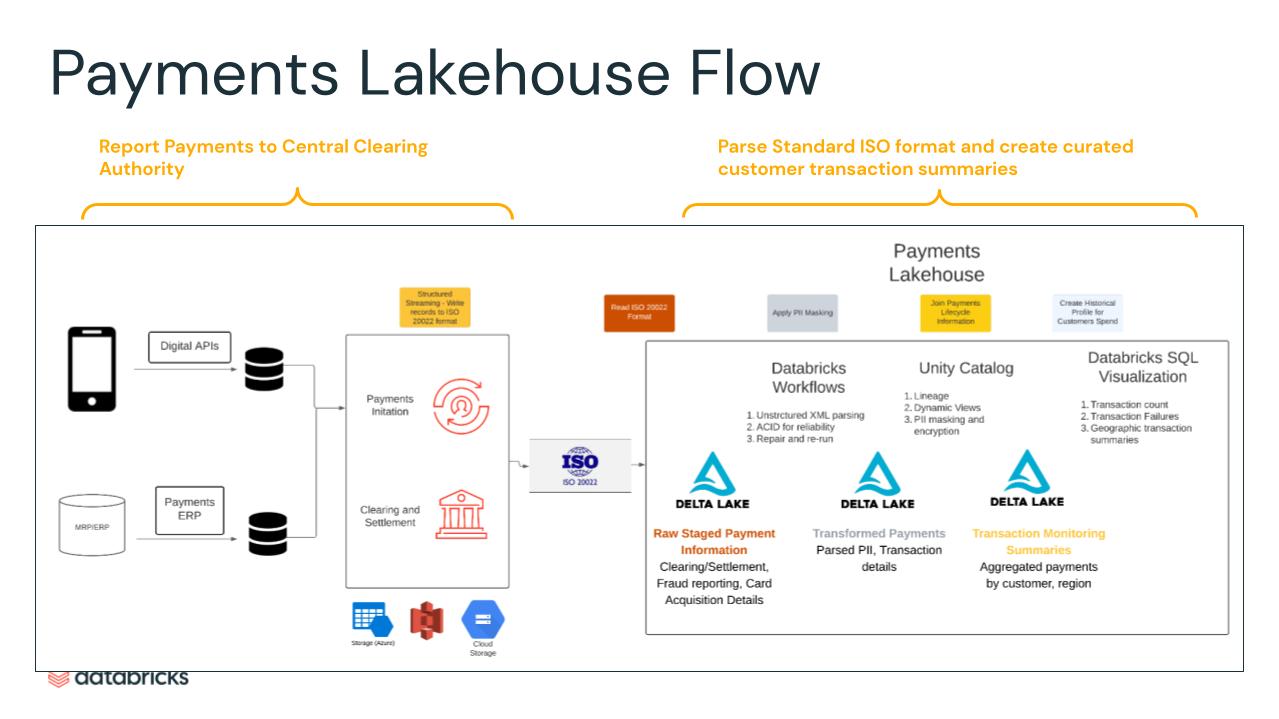 Payments Lakehouse Flow
Report Payments to Central Clearing
Authority
Parse Standard ISO format and create curated
customer transaction summaries
Payments
Lakehouse
Structured
Streaming - Write
records to ISO
20022 format
Read ISO 20022
Format
Apply PII Masking
Join Payments
Lifecycle
Information
Create Historical
Profile for
Customers Spend
Digital APIs
Payments
Initation
Clearing and
Settlement
MRP/ERP
Payments
ERP
Storage (Azure)
Cloud
Storage
ISO
ISO 20022
Databricks
Workflows
1. Unstrctured XML parsing
2. ACID for reliability
3. Repair and re-run
Unity Catalog
1. Lineage
2. Dynamic Views
3. PII masking and
encryption
Databricks SQL
Visualization
1. Transaction count
2. Transaction Failures
3. Geographic transaction
summaries
DELTA LAKE
DELTA LAKE
DELTA LAKE
Raw Staged Payment
Information
Clearing/Settlement,
Fraud reporting, Card
Acquisition Details
Transformed Payments
Parsed PII, Transaction
details
Transaction Monitoring
Summaries
Aggregated payments
by customer, region
databricks